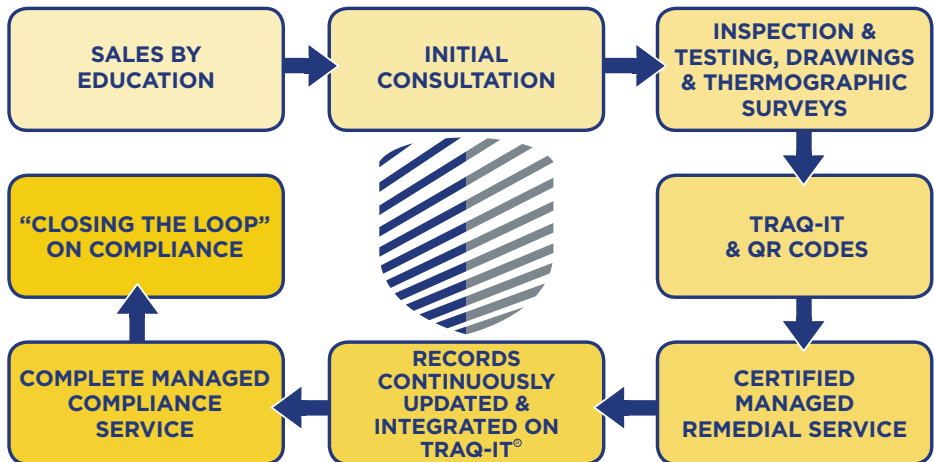 SALES BY
EDUCATION
INITIAL
CONSULTATION
INSPECTION &
TESTING, DRAWINGS
& THERMOGRAPHIC
SURVEYS
TRAQ-IT
& QR CODES
CERTIFIED
MANAGED
REMEDIAL SERVICE
RECORDS
CONTINUOUSLY
UPDATED &
INTEGRATED ON
TRAQ-IT®
COMPLETE MANAGED
COMPLIANCE
SERVICE
“CLOSING THE LOOP”
ON COMPLIANCE